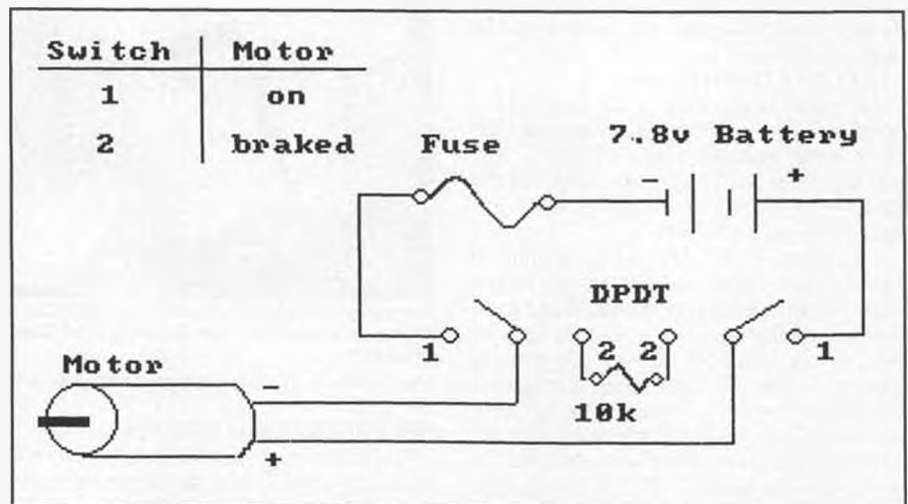 Switch Motor
1 on
2 braked
Fuse
7.8v Battery
- +
DPDT
1 2 2 1
10k
Motor
-
+